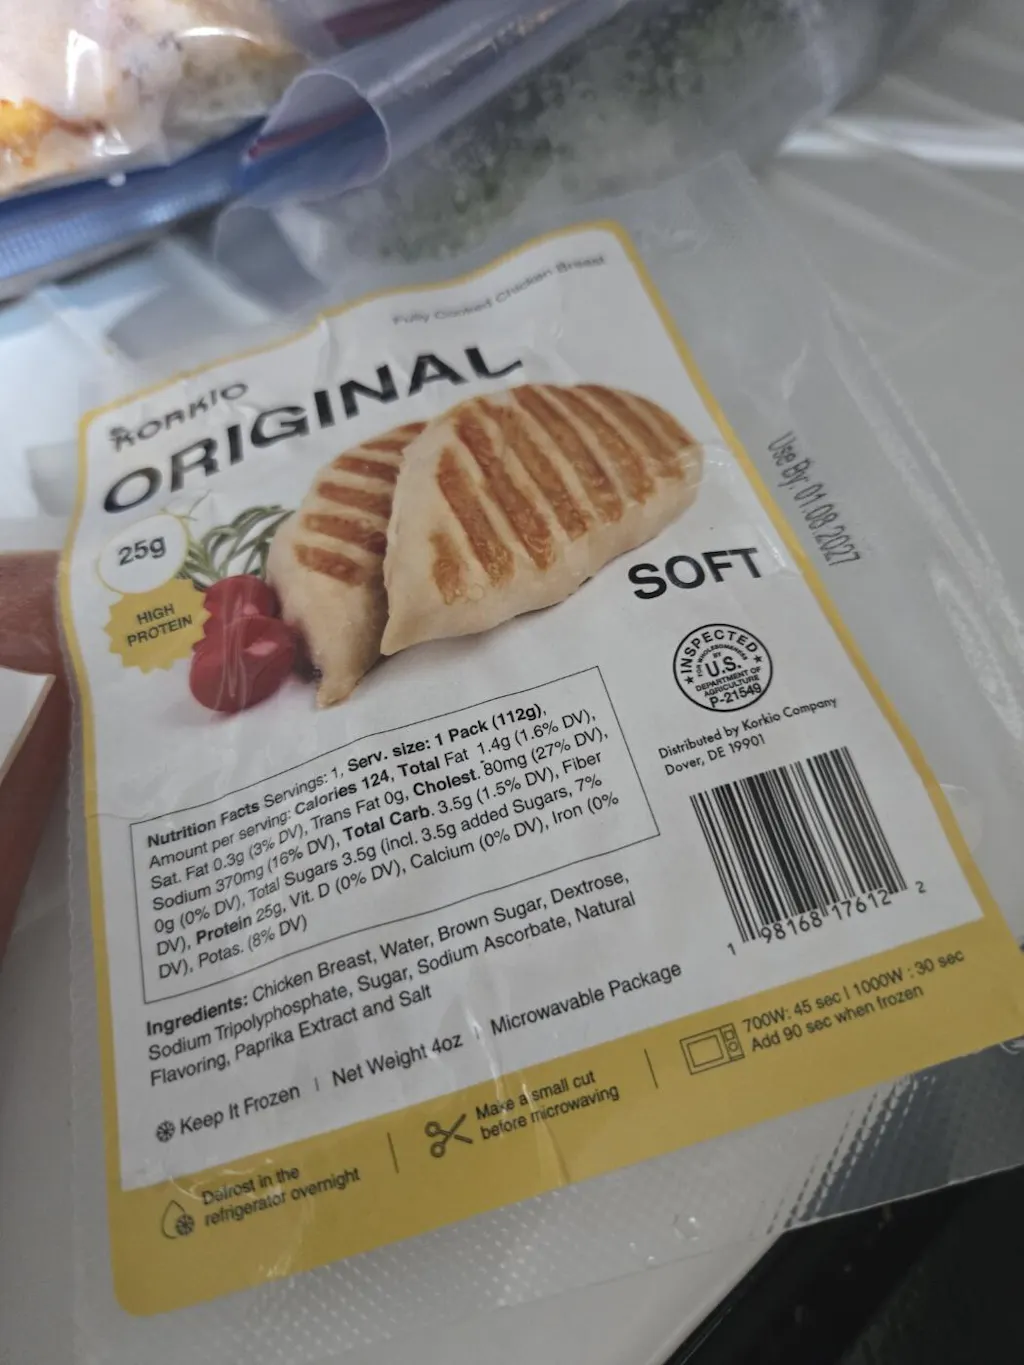 Fully Cooked Chicken Breast
KORKIO
ORIGINAL
25g
HIGH
PROTEIN
SOFT
Use By: 01.08.2027
INSPECTED
FOR WHOLESOMENESS
BY
U.S.
DEPARTMENT OF
AGRICULTURE
P-21549
Distributed by Korkio Company
Dover, DE 19901
Nutrition Facts Servings: 1, Serv. size: 1 Pack (112g),
Amount per serving: Calories 124, Total Fat 1.4g (1.6% DV),
Sat. Fat 0.3g (3% DV), Trans Fat 0g, Cholest. 80mg (27% DV),
Sodium 370mg (16% DV), Total Carb. 3.5g (1.5% DV), Fiber
0g (0% DV), Total Sugars 3.5g (incl. 3.5g added Sugars, 7%
DV), Protein 25g, Vit. D (0% DV), Calcium (0% DV), Iron (0%
DV), Potas. (8% DV)
Ingredients: Chicken Breast, Water, Brown Sugar, Dextrose,
Sodium Tripolyphosphate, Sugar, Sodium Ascorbate, Natural
Flavoring, Paprika Extract and Salt
1 98168 17612 2
Keep It Frozen | Net Weight 4oz | Microwavable Package
Defrost in the
refrigerator overnight
Make a small cut
before microwaving
700W: 45 sec | 1000W : 30 sec
Add 90 sec when frozen